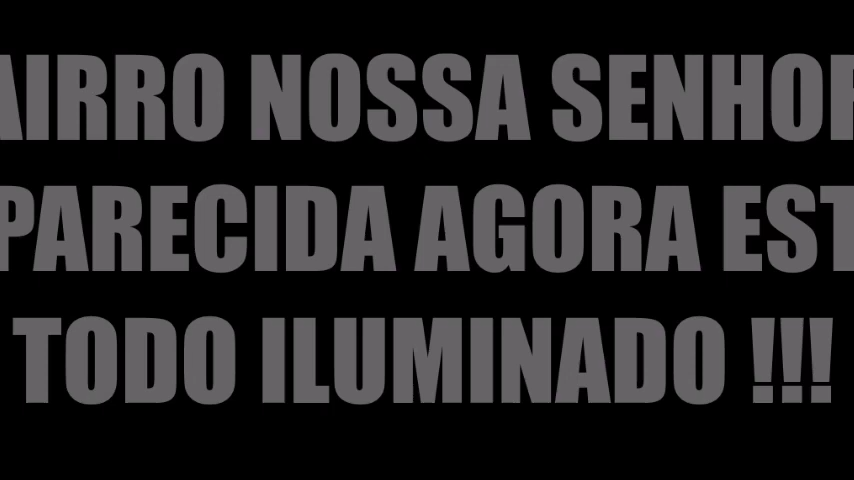 AIRRO NOSSA SENHOR
PARECIDA AGORA EST
TODO ILUMINADO !!!